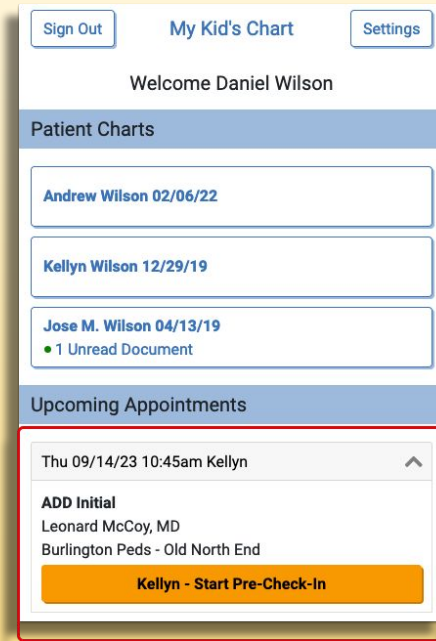 Sign Out
My Kid's Chart
Settings
Welcome Daniel Wilson
Patient Charts
Andrew Wilson 02/06/22
Kellyn Wilson 12/29/19
Jose M. Wilson 04/13/19
• 1 Unread Document
Upcoming Appointments
Thu 09/14/23 10:45am Kellyn
ADD Initial
Leonard McCoy, MD
Burlington Peds - Old North End
Kellyn - Start Pre-Check-In